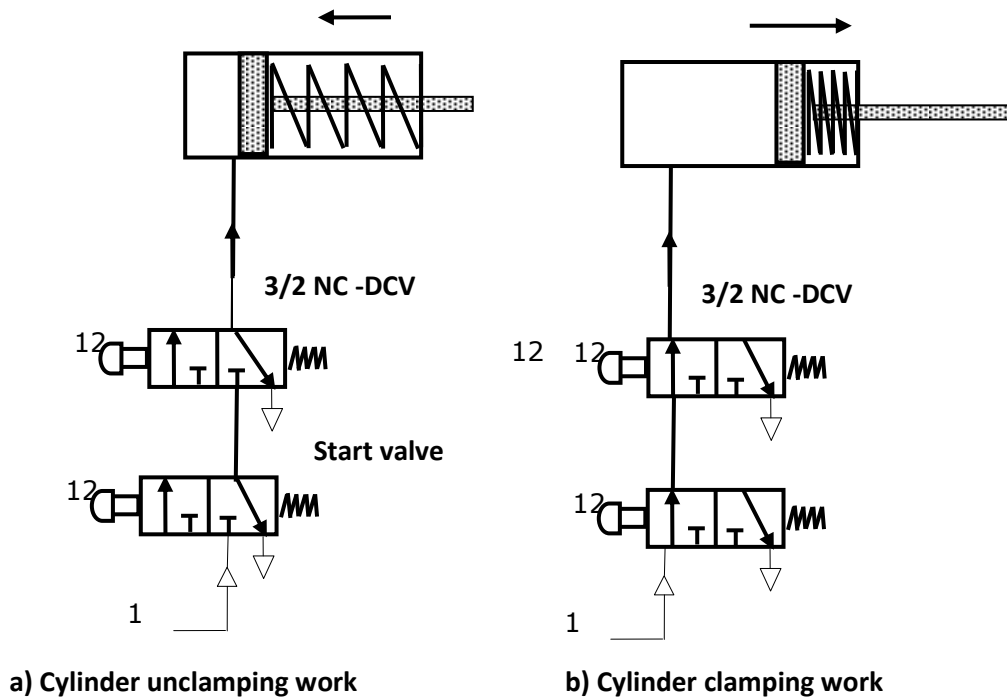 3/2 NC -DCV
3/2 NC -DCV
12
12
12
Start valve
12
12
1
1
a) Cylinder unclamping work
b) Cylinder clamping work